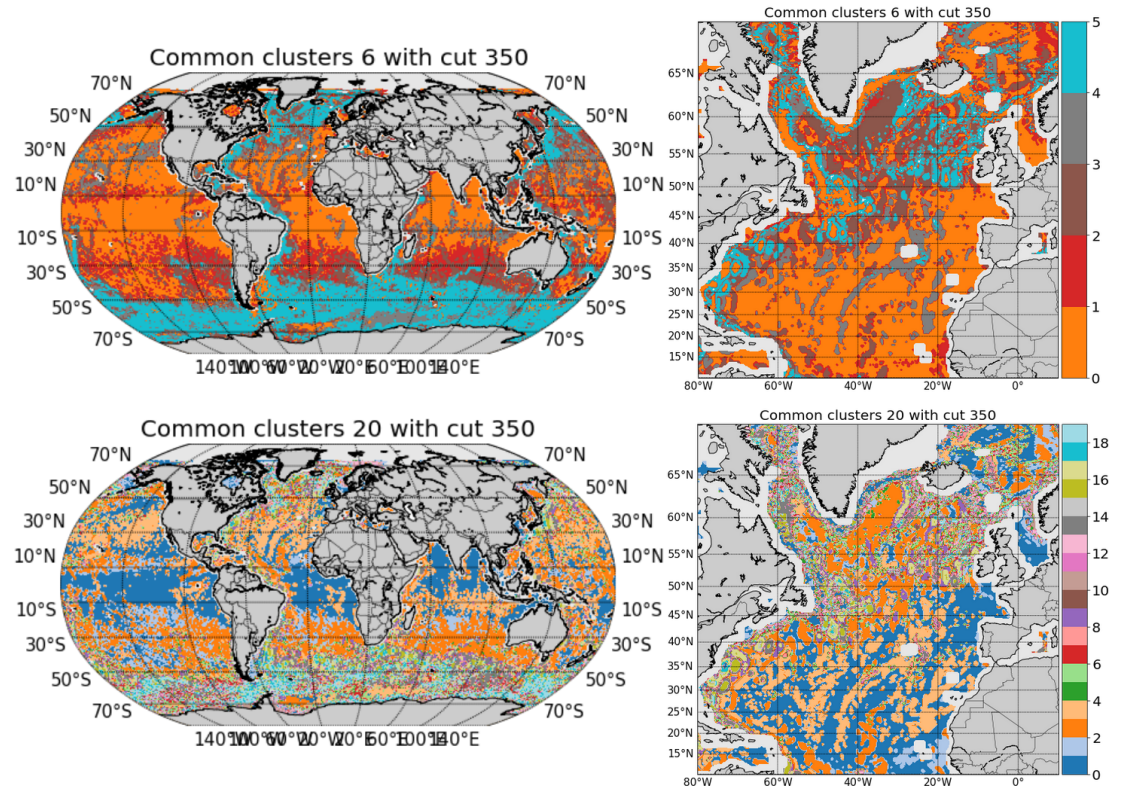 Common clusters 6 with cut 350
70°N 70°N
50°N 50°N
30°N 30°N
10°N 10°N
10°S 10°S
30°S 30°S
50°S 50°S
70°S 70°S
Common clusters 6 with cut 350
65°N
60°N
55°N
50°N
45°N
40°N
35°N
30°N
25°N
20°N
15°N
80°W 60°W 40°W 20°W 0°
5
4
3
2
1
0
Common clusters 20 with cut 350
70°N 70°N
50°N 50°N
30°N 30°N
10°N 10°N
10°S 10°S
30°S 30°S
50°S 50°S
70°S 70°S
Common clusters 20 with cut 350
65°N
60°N
55°N
50°N
45°N
40°N
35°N
30°N
25°N
20°N
15°N
80°W 60°W 40°W 20°W 0°
18
16
14
12
10
8
6
4
2
0